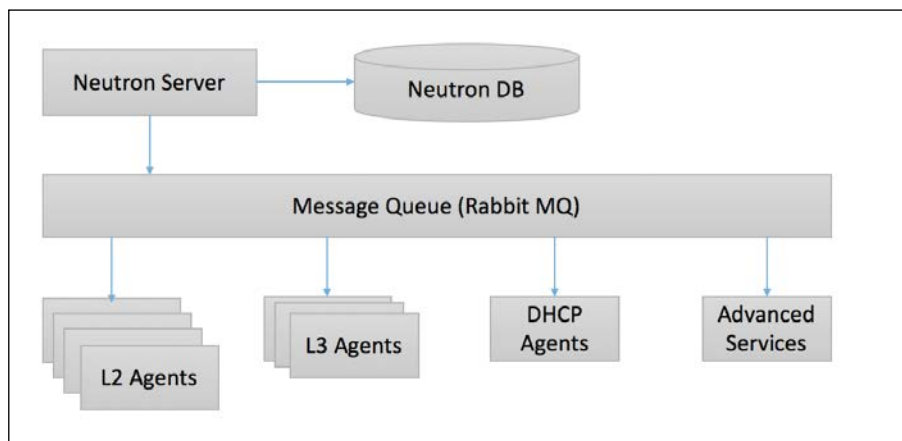 Neutron Server
Neutron DB
Message Queue (Rabbit MQ)
L2 Agents
L3 Agents
DHCP
Agents
Advanced
Services